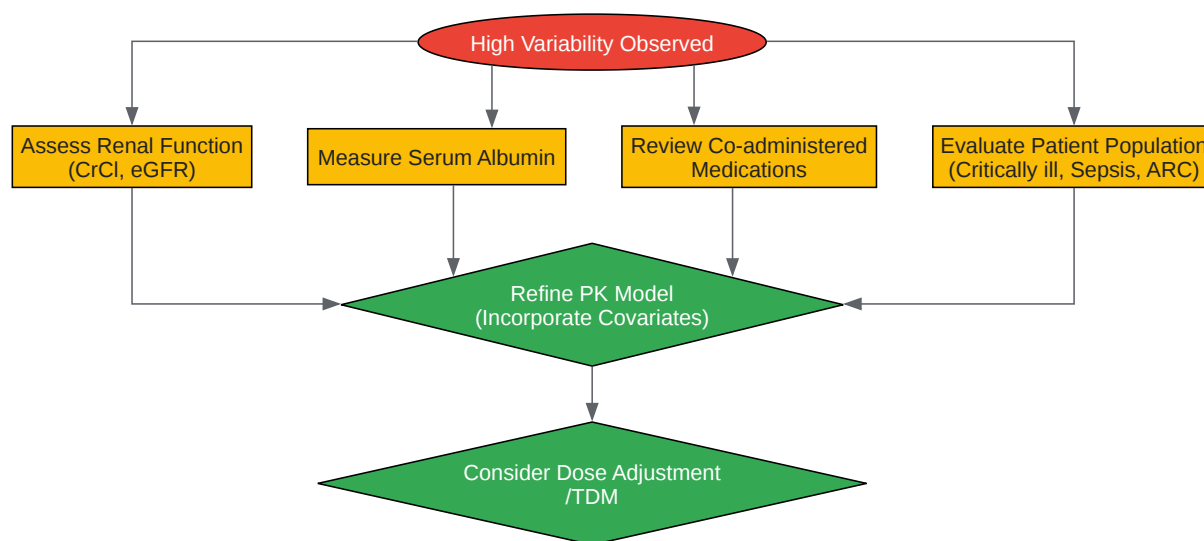 High Variability Observed
Assess Renal Function
(CrCl, eGFR)
Measure Serum Albumin
Review Co-administered
Medications
Evaluate Patient Population
(Critically ill, Sepsis, ARC)
Refine PK Model
(Incorporate Covariates)
Consider Dose Adjustment
/TDM